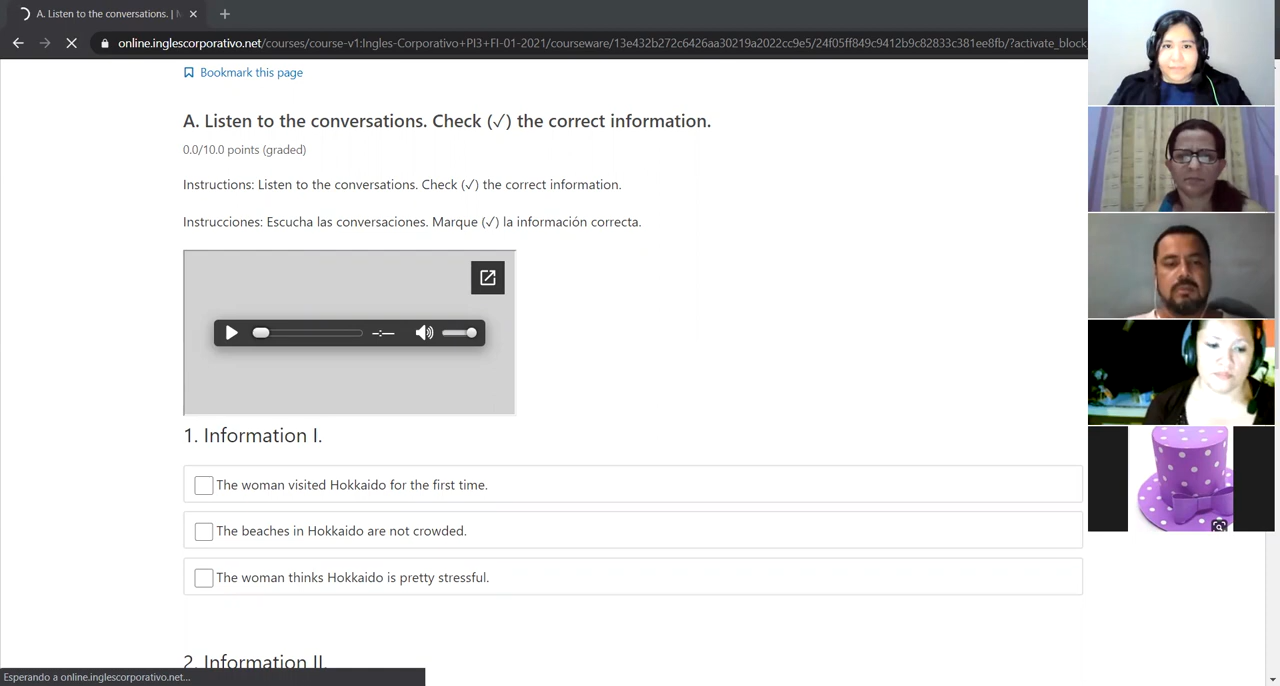 A. Listen to the conversations. |
online.inglescorporativo.net/courses/course-v1:Ingles-Corporativo+PI3+FI-01-2021/courseware/13e432b272c6426aa30219a2022cc9e5/24f05ff849c9412b9c82833c381ee8fb/?activate_block
Bookmark this page
A. Listen to the conversations. Check (✓) the correct information.
0.0/10.0 points (graded)
Instructions: Listen to the conversations. Check (✓) the correct information.
Instrucciones: Escucha las conversaciones. Marque (✓) la información correcta.
-:--
1. Information I.
The woman visited Hokkaido for the first time.
The beaches in Hokkaido are not crowded.
The woman thinks Hokkaido is pretty stressful.
2. Information II.
Esperando a online.inglescorporativo.net...